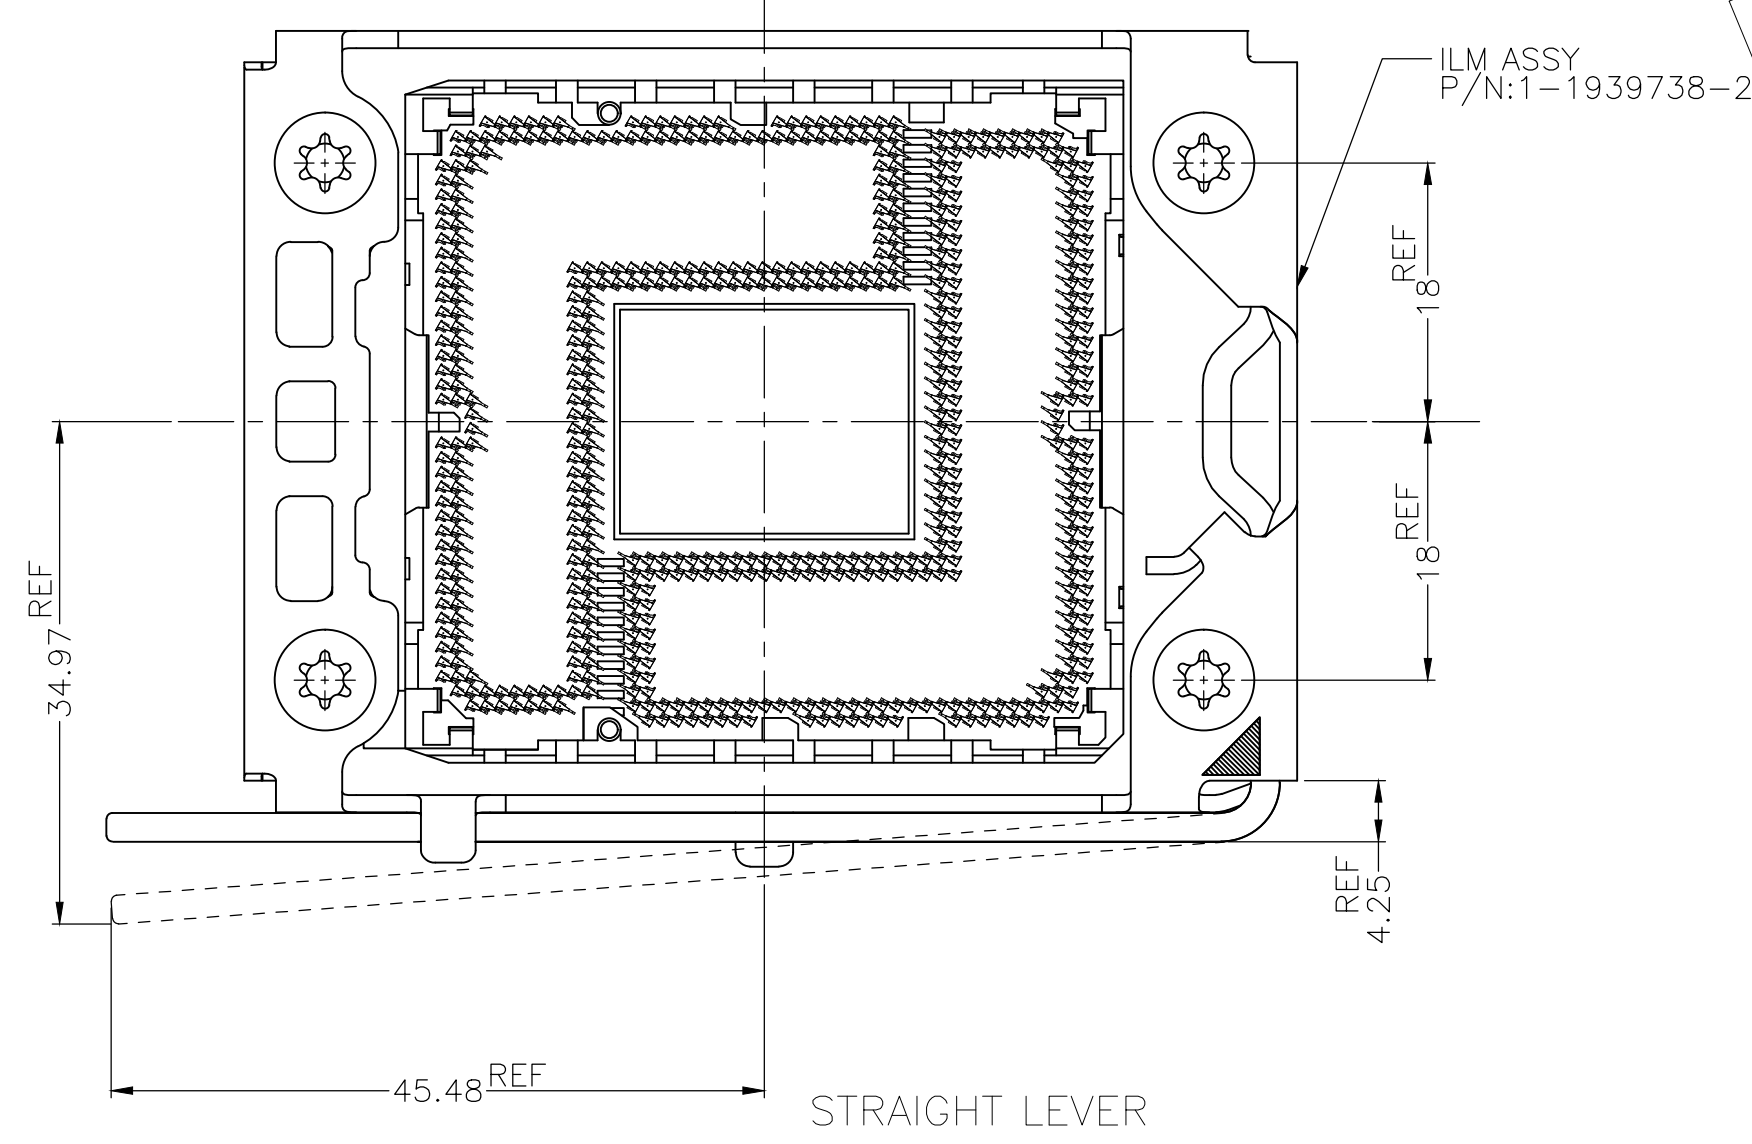 ILM ASSY
P/N:1-1939738-2
18 REF
18 REF
34.97 REF
4.25 REF
45.48 REF
STRAIGHT LEVER